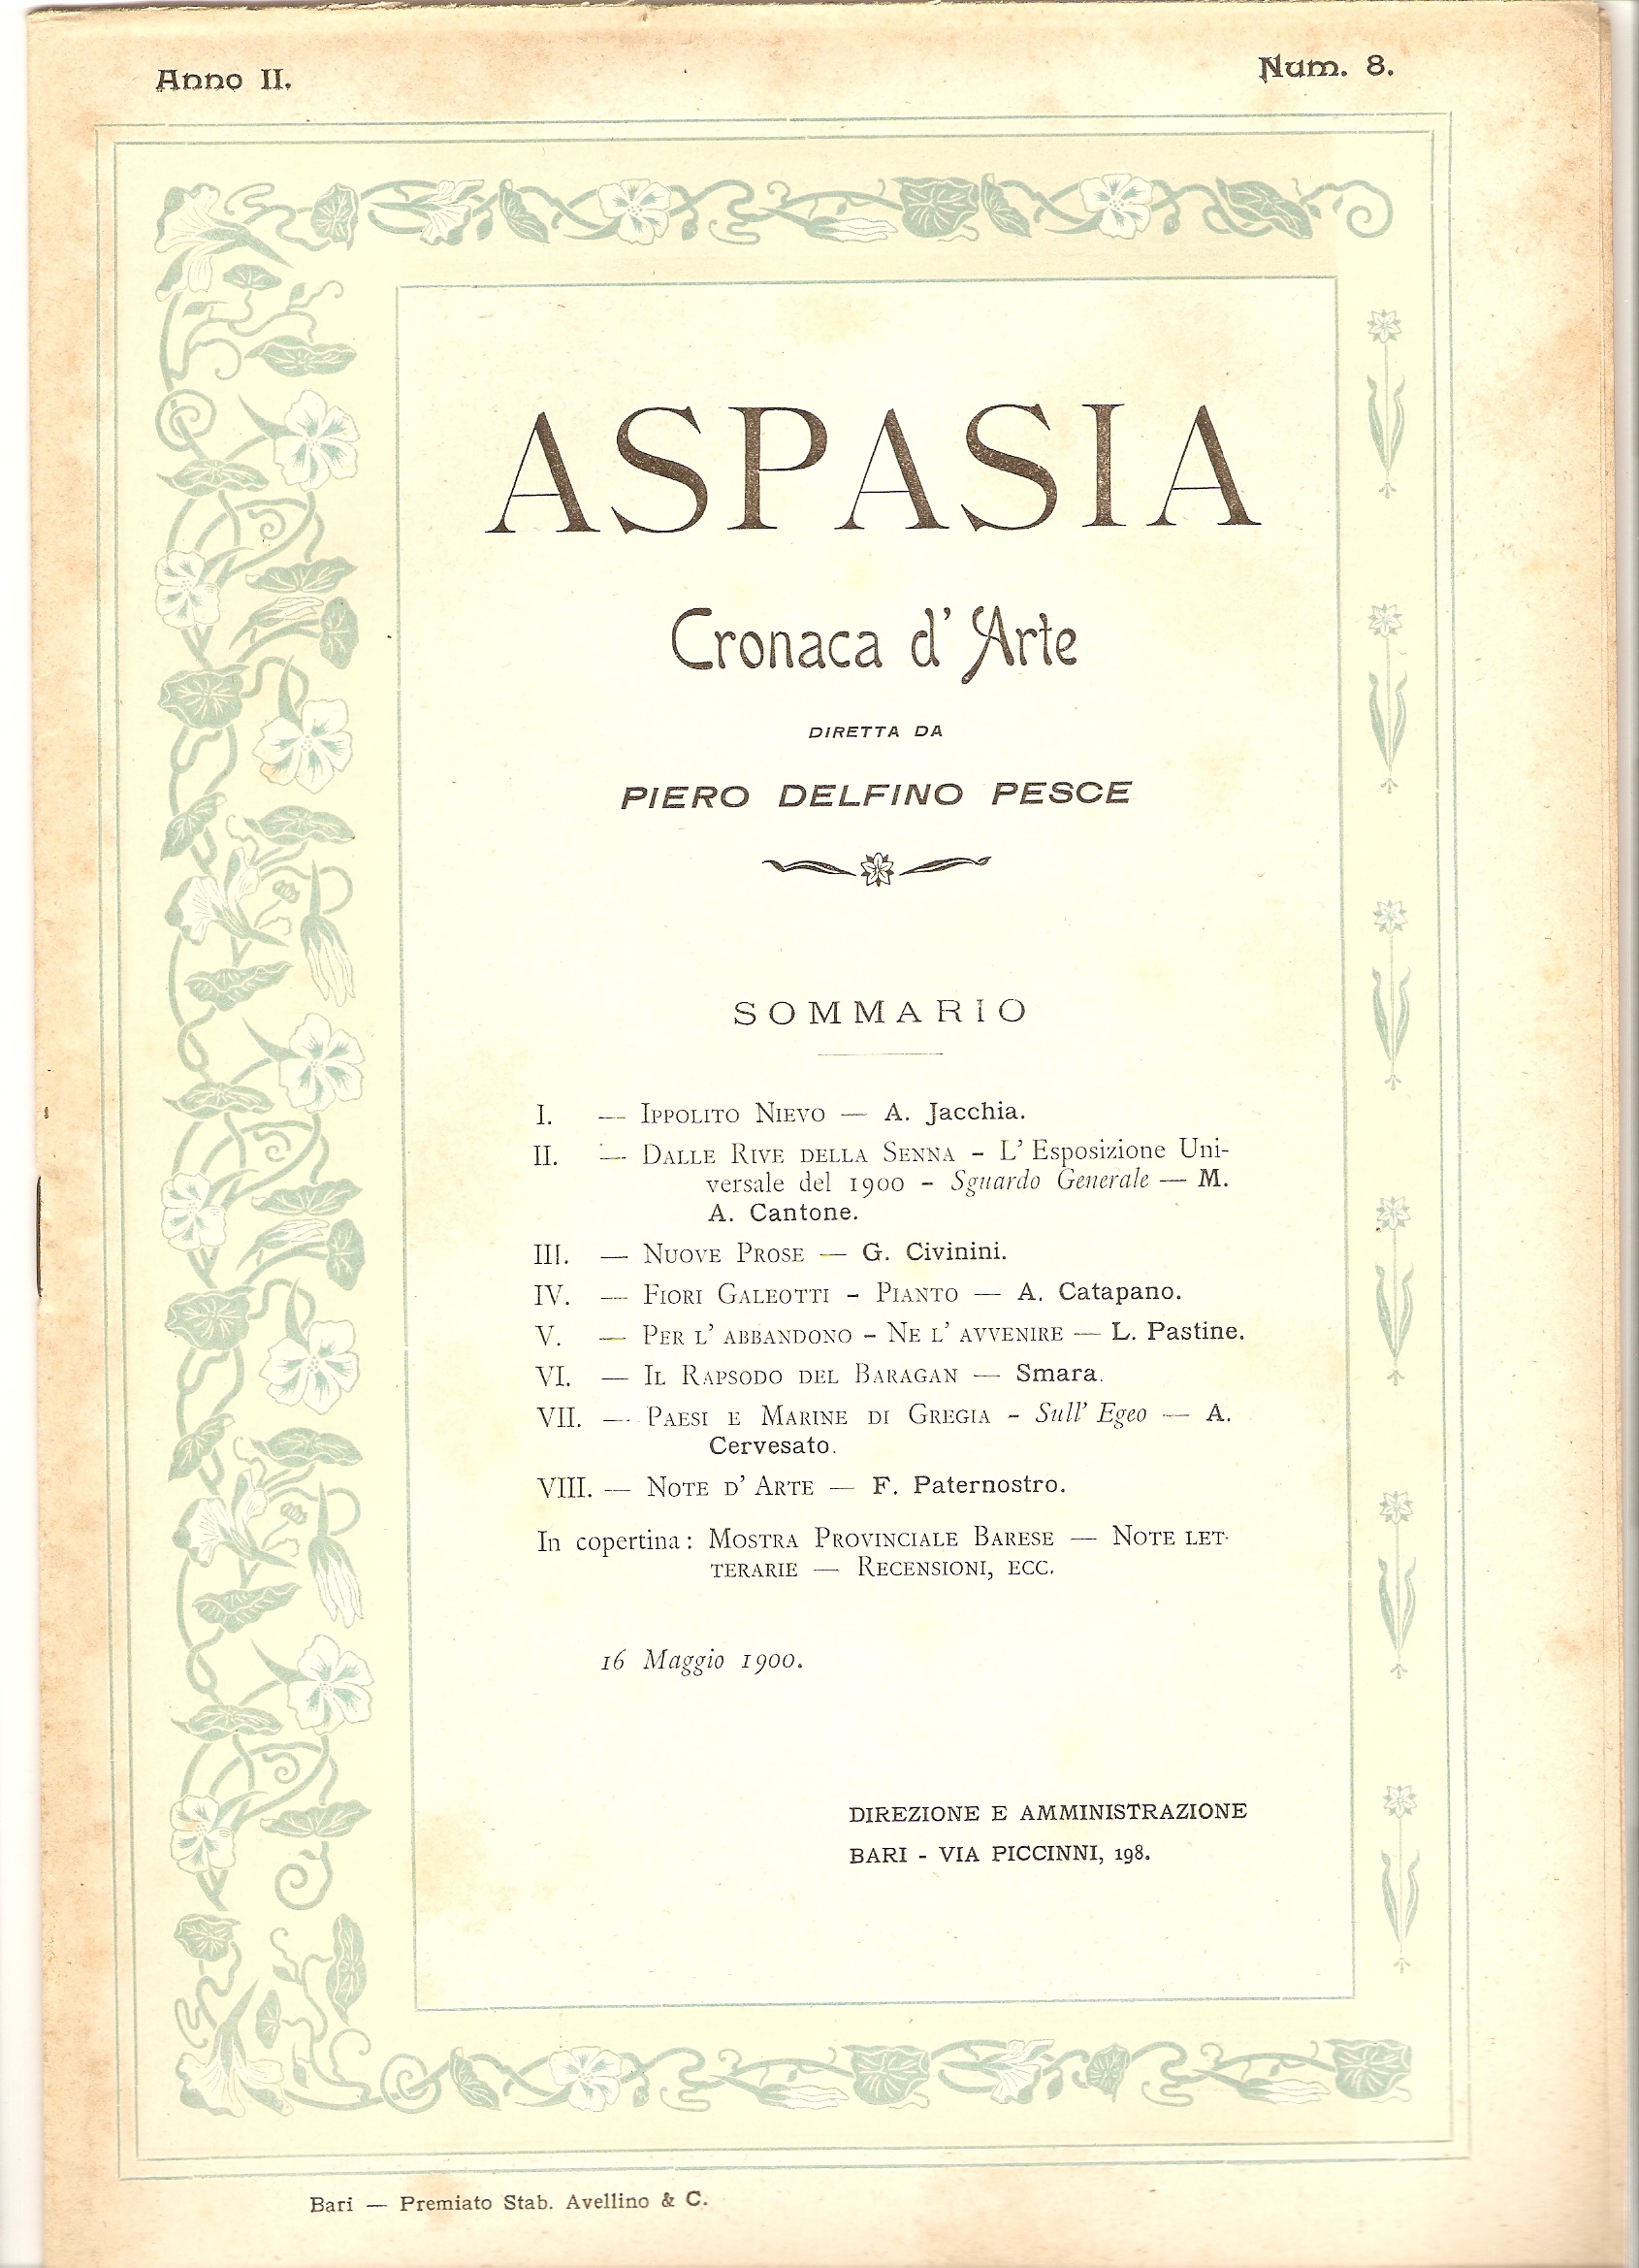 Anno II.
Num. 8.
ASPASIA
Cronaca d' Arte
DIRETTA DA
PIERO DELFINO PESCE
SOMMARIO
I. — IPPOLITO NIEVO — A. Jacchia.
II. — DALLE RIVE DELLA SENNA - L' Esposizione Uni-
versale del 1900 - Sguardo Generale — M.
A. Cantone.
III. — NUOVE PROSE — G. Civinini.
IV. — FIORI GALEOTTI - PIANTO — A. Catapano.
V. — PER L' ABBANDONO - NE L' AVVENIRE — L. Pastine.
VI. — IL RAPSODO DEL BARAGAN — Smara.
VII. — PAESI E MARINE DI GREGIA - Sull' Egeo — A.
Cervesato.
VIII. — NOTE D' ARTE — F. Paternostro.
In copertina: MOSTRA PROVINCIALE BARESE — NOTE LET-
TERARIE — RECENSIONI, ECC.
16 Maggio 1900.
DIREZIONE E AMMINISTRAZIONE
BARI - VIA PICCINNI, 198.
Bari — Premiato Stab. Avellino & C.